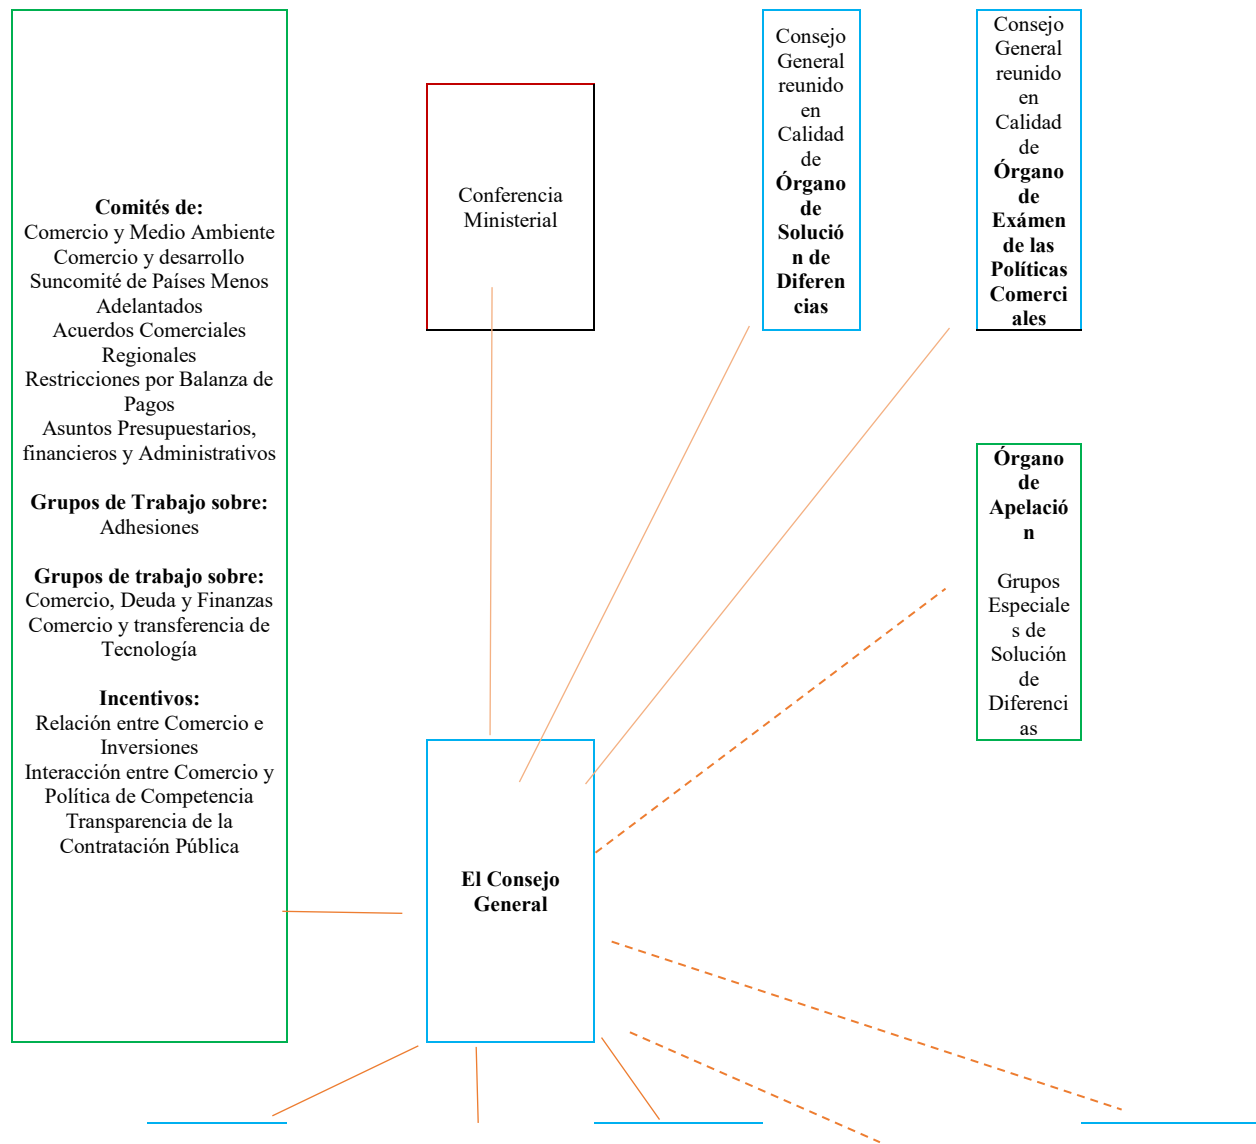 Comités de:
Comercio y Medio Ambiente
Comercio y desarrollo
Suncomité de Países Menos
Adelantados
Acuerdos Comerciales
Regionales
Restricciones por Balanza de
Pagos
Asuntos Presupuestarios,
financieros y Administrativos
Grupos de Trabajo sobre:
Adhesiones
Grupos de trabajo sobre:
Comercio, Deuda y Finanzas
Comercio y transferencia de
Tecnología
Incentivos:
Relación entre Comercio e
Inversiones
Interacción entre Comercio y
Política de Competencia
Transparencia de la
Contratación Pública
Conferencia
Ministerial
Consejo
General
reunido
en
Calidad
de
Órgano
de
Solució
n de
Diferen
cias
Consejo
General
reunido
en
Calidad
de
Órgano
de
Exámen
de las
Políticas
Comerci
ales
Órgano
de
Apelació
n
Grupos
Especiale
s de
Solución
de
Diferenci
as
El Consejo
General